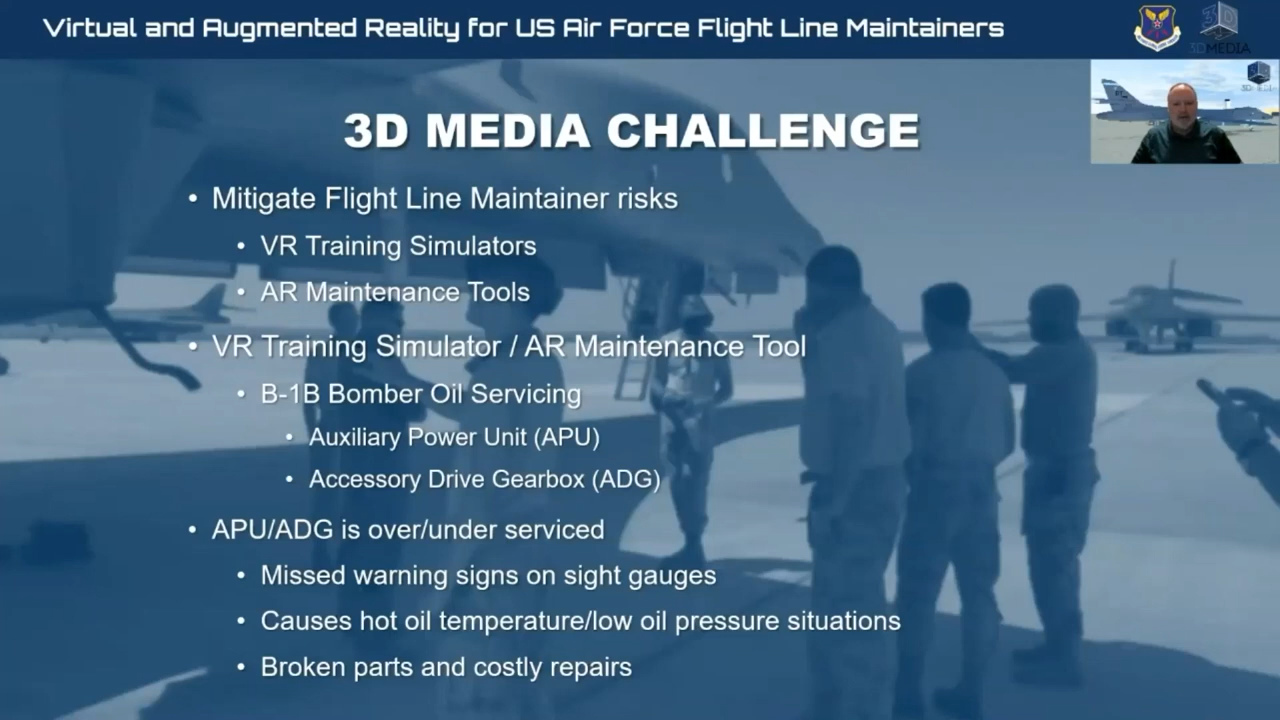 Virtual and Augmented Reality for US Air Force Flight Line Maintainers
3D MEDIA
3D MEDIA CHALLENGE
• Mitigate Flight Line Maintainer risks
• VR Training Simulators
• AR Maintenance Tools
• VR Training Simulator / AR Maintenance Tool
• B-1B Bomber Oil Servicing
• Auxiliary Power Unit (APU)
• Accessory Drive Gearbox (ADG)
• APU/ADG is over/under serviced
• Missed warning signs on sight gauges
• Causes hot oil temperature/low oil pressure situations
• Broken parts and costly repairs